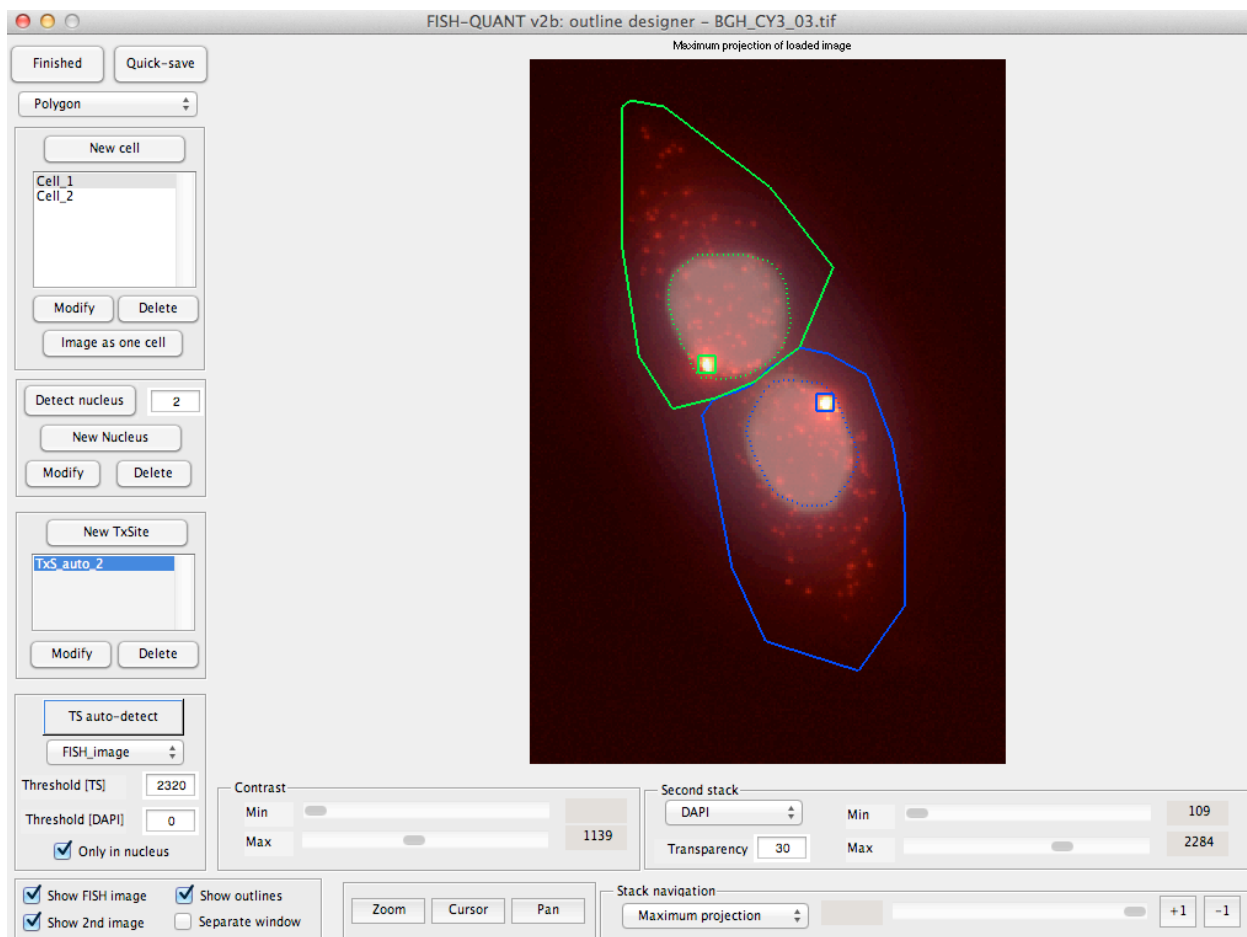 FISH-QUANT v2b: outline designer – BGH_CY3_03.tif
Maximum projection of loaded image
Finished
Quick-save
Polygon
New cell
Cell_1
Cell_2
Modify
Delete
Image as one cell
Detect nucleus
2
New Nucleus
Modify
Delete
New TxSite
TxS_auto_2
Modify
Delete
TS auto-detect
FISH_image
Threshold [TS]
2320
Threshold [DAPI]
0
Only in nucleus
Contrast
Min
Max
1139
Second stack
DAPI
Min
109
Transparency
30
Max
2284
Show FISH image
Show outlines
Show 2nd image
Separate window
Zoom
Cursor
Pan
Stack navigation
Maximum projection
+1
-1